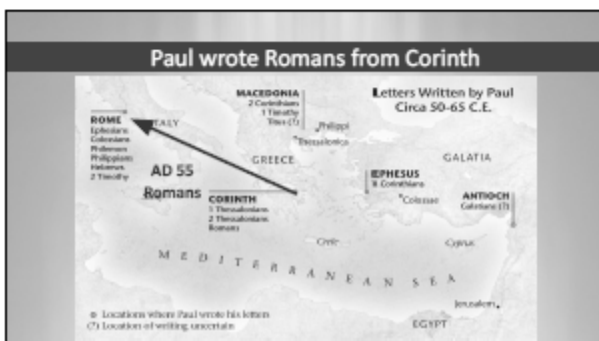 Paul wrote Romans from Corinth
Letters Written by Paul
Circa 50-65 C.E.
MACEDONIA
2 Corinthians
1 Timothy
Titus (?)
Philippi
Thessalonica
ROME
Ephesians
Colossians
Philemon
Philippians
Hebrews
2 Timothy
ITALY
GREECE
GALATIA
AD 55
Romans
CORINTH
1 Thessalonians
2 Thessalonians
Romans
EPHESUS
Corinthians
Colossae
ANTIOCH
Galatians (?)
Crete
Cyprus
MEDITERRANEAN SEA
Jerusalem
EGYPT
Locations where Paul wrote his letters
(?) Location of writing uncertain